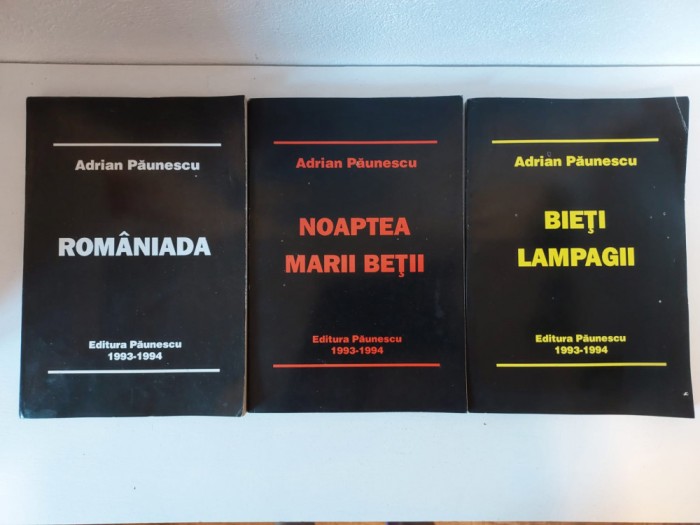 Adrian Păunescu
ROMÂNIADA
Editura Păunescu
1993-1994
Adrian Păunescu
NOAPTEA
MARII BEŢII
Editura Păunescu
1993-1994
Adrian Păunescu
BIEŢI
LAMPAGII
Editura Păunescu
1993-1994